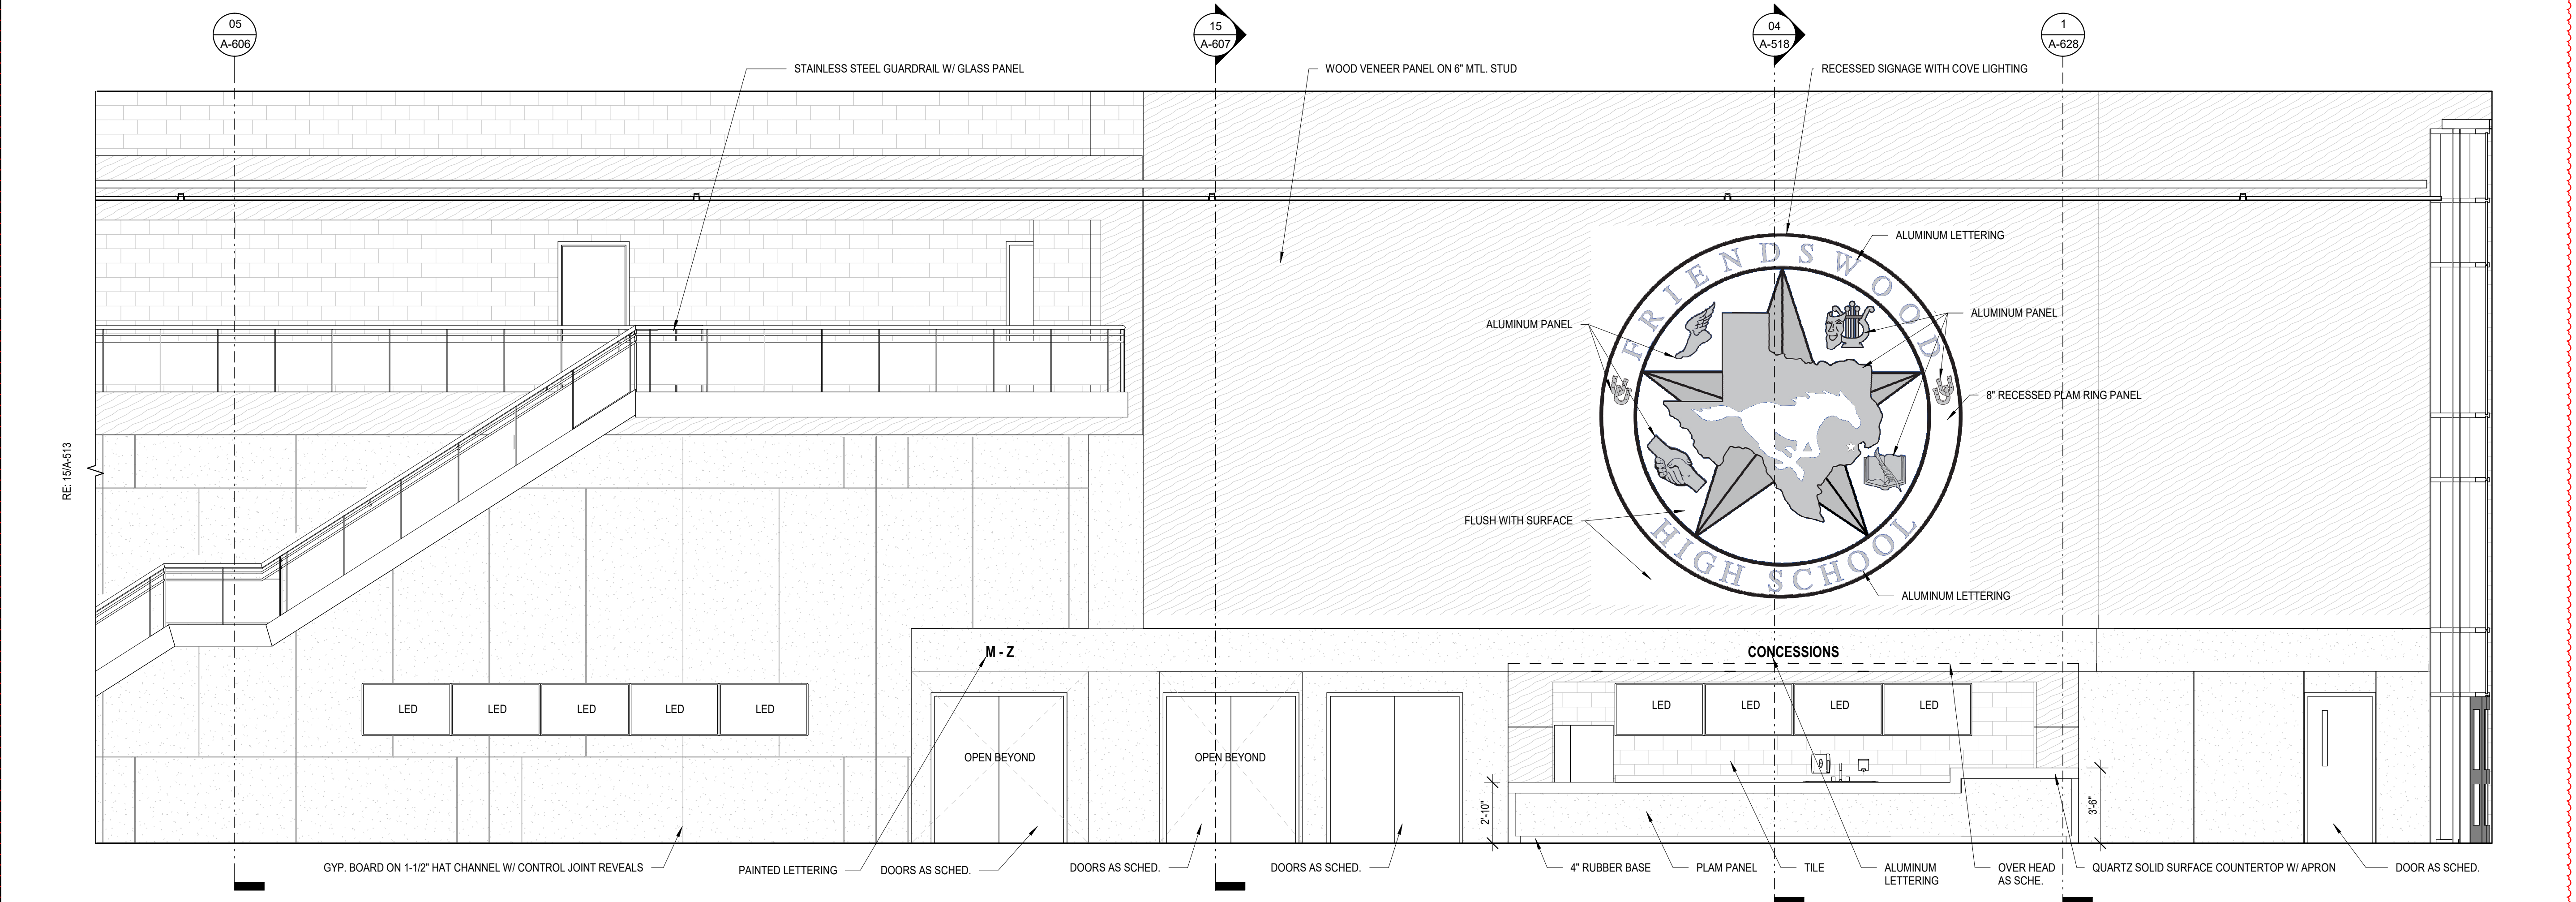 05
A-606
15
A-607
04
A-518
1
A-628
STAINLESS STEEL GUARDRAIL W/ GLASS PANEL
WOOD VENEER PANEL ON 6" MTL. STUD
RECESSED SIGNAGE WITH COVE LIGHTING
ALUMINUM LETTERING
FRIENDSWOOD
ALUMINUM PANEL
ALUMINUM PANEL
8" RECESSED PLAM RING PANEL
RE: 15/A-513
FLUSH WITH SURFACE
HIGH SCHOOL
ALUMINUM LETTERING
M - Z
CONCESSIONS
LED
LED
LED
LED
LED
LED
LED
LED
LED
OPEN BEYOND
OPEN BEYOND
2'-10"
3'-6"
GYP. BOARD ON 1-1/2" HAT CHANNEL W/ CONTROL JOINT REVEALS
PAINTED LETTERING
DOORS AS SCHED.
DOORS AS SCHED.
DOORS AS SCHED.
4" RUBBER BASE
PLAM PANEL
TILE
ALUMINUM
LETTERING
OVER HEAD
AS SCHE.
QUARTZ SOLID SURFACE COUNTERTOP W/ APRON
DOOR AS SCHED.